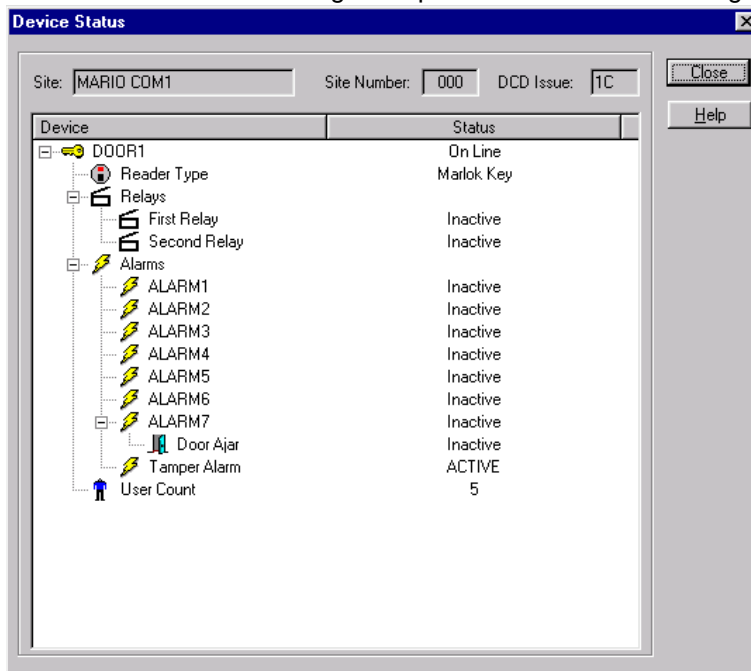 Device Status
Site: MARIO COM1 Site Number: 000 DCD Issue: 1C Close
Help
Device Status
DOOR1 On Line
Reader Type Marlok Key
Relays
First Relay Inactive
Second Relay Inactive
Alarms
ALARM1 Inactive
ALARM2 Inactive
ALARM3 Inactive
ALARM4 Inactive
ALARM5 Inactive
ALARM6 Inactive
ALARM7 Inactive
Door Ajar Inactive
Tamper Alarm ACTIVE
User Count 5